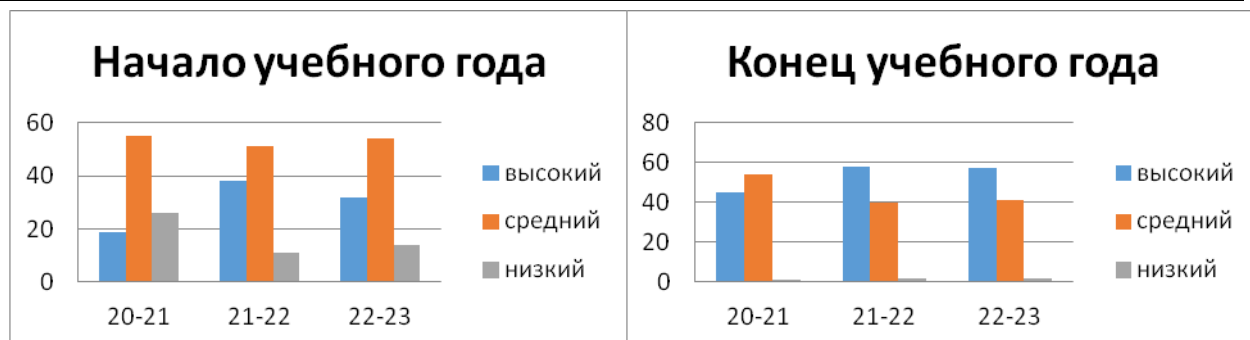 Начало учебного года
60
40
20
0
20-21
21-22
22-23
высокий
средний
низкий
Конец учебного года
80
60
40
20
0
20-21
21-22
22-23
высокий
средний
низкий